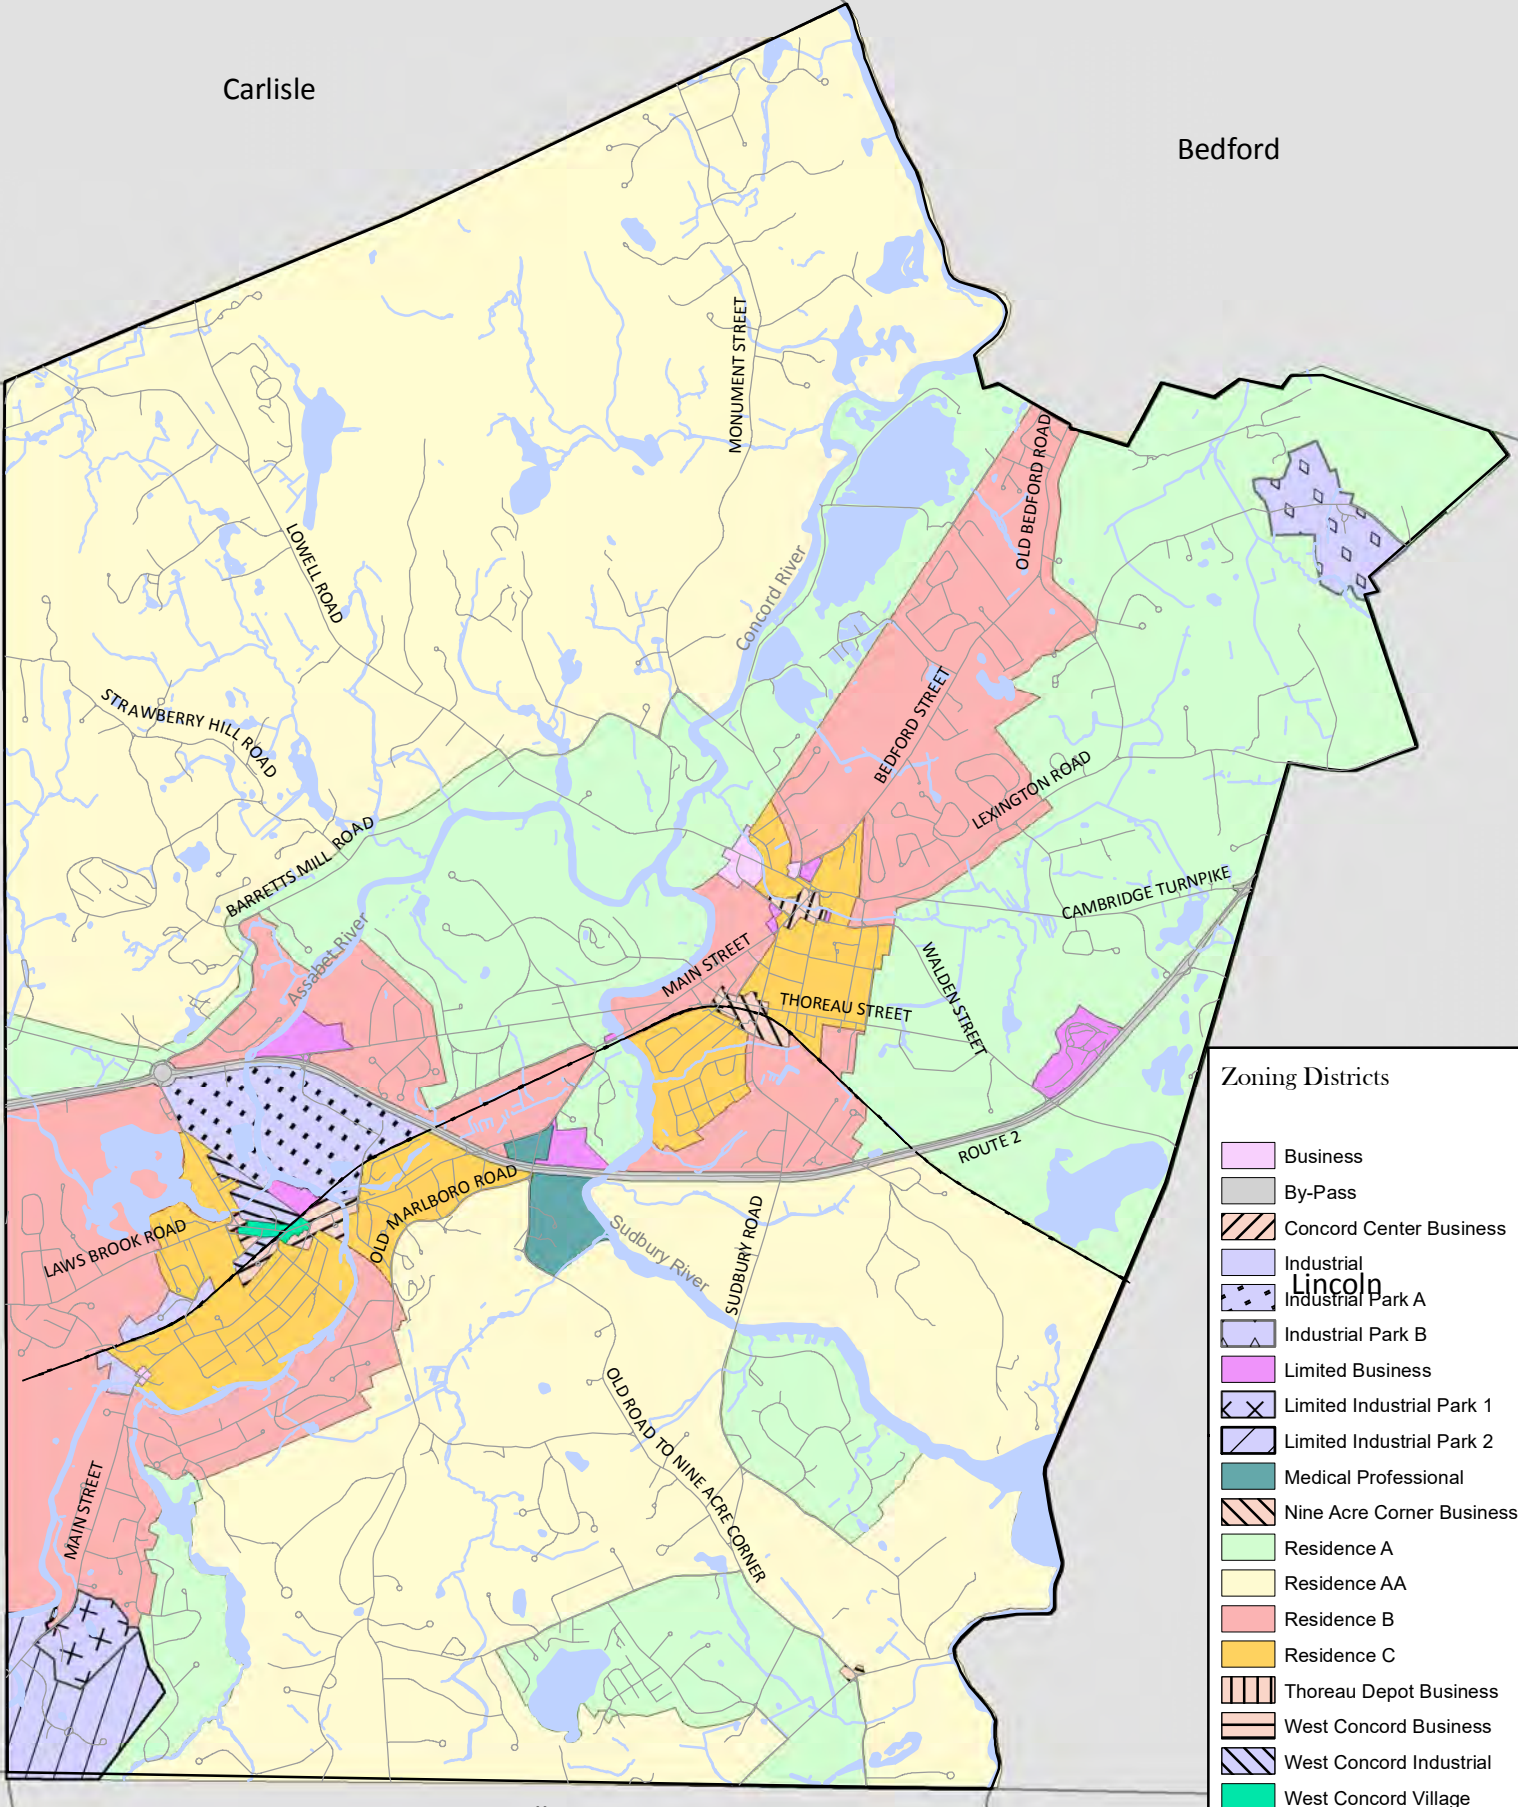 Carlisle
Bedford
MONUMENT STREET
OLD BEDFORD ROAD
LOWELL ROAD
Concord River
STRAWBERRY HILL ROAD
BEDFORD STREET
LEXINGTON ROAD
BARRETTS MILL ROAD
CAMBRIDGE TURNPIKE
Assabet River
MAIN STREET
WALDEN STREET
THOREAU STREET
ROUTE 2
OLD MARLBORO ROAD
LAWS BROOK ROAD
Sudbury River
SUDBURY ROAD
OLD ROAD TO NINE ACRE CORNER
MAIN STREET
Lincoln
Zoning Districts
Business
By-Pass
Concord Center Business
Industrial
Industrial Park A
Industrial Park B
Limited Business
Limited Industrial Park 1
Limited Industrial Park 2
Medical Professional
Nine Acre Corner Business
Residence A
Residence AA
Residence B
Residence C
Thoreau Depot Business
West Concord Business
West Concord Industrial
West Concord Village